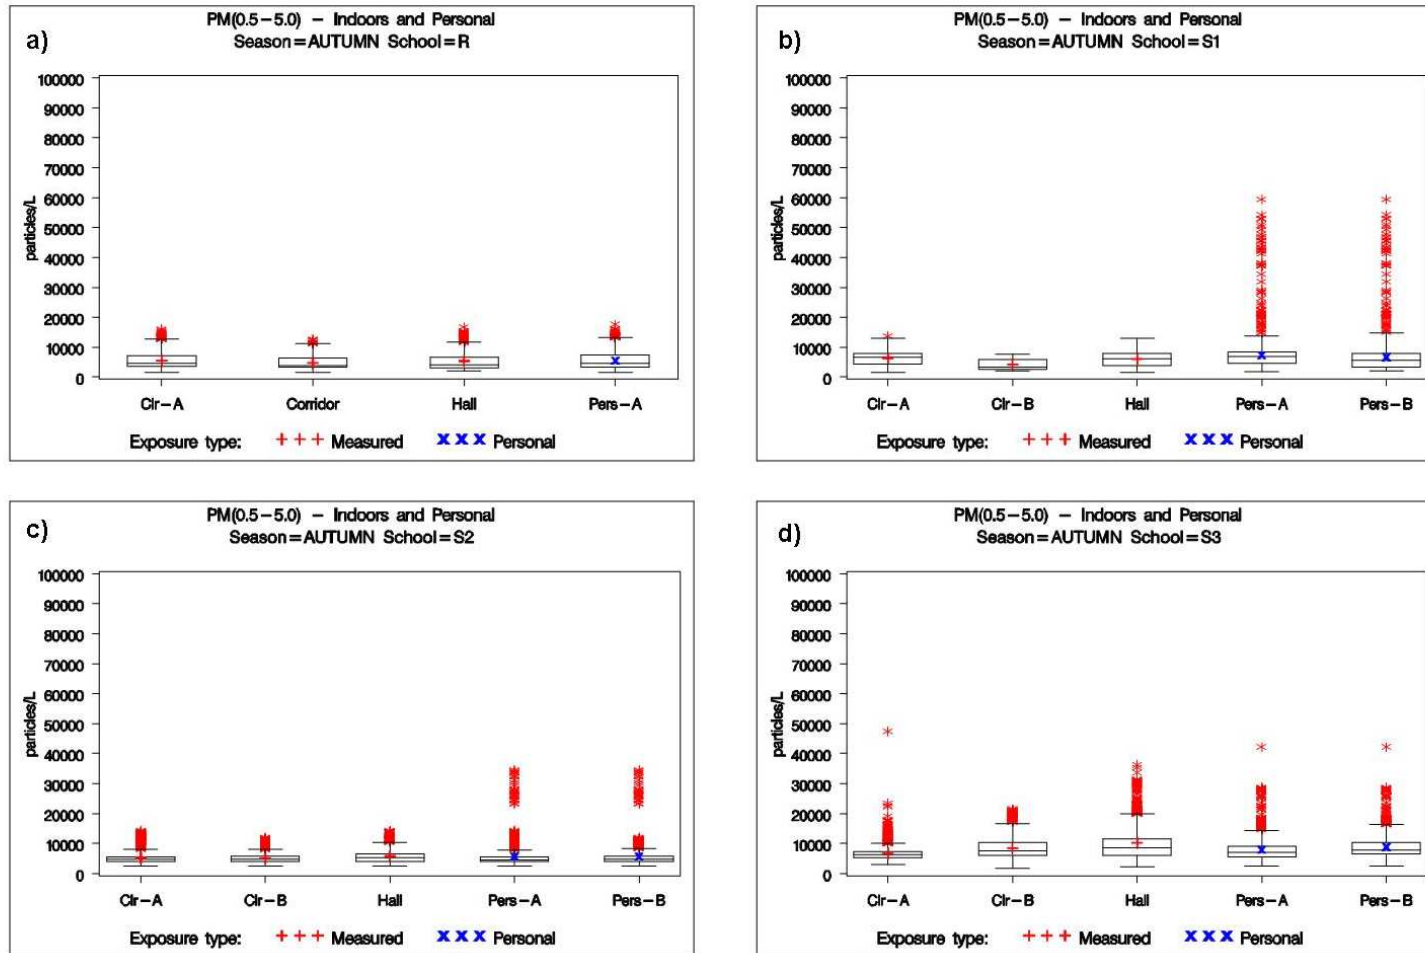 a)
PM(0.5−5.0) − Indoors and Personal
Season=AUTUMN School=R
100000
90000
80000
70000
60000
50000
40000
30000
20000
10000
0
particles/L
Clr−A Corridor Hall Pers−A
Exposure type: +++ Measured ××× Personal
b)
PM(0.5−5.0) − Indoors and Personal
Season=AUTUMN School=S1
100000
90000
80000
70000
60000
50000
40000
30000
20000
10000
0
particles/L
Clr−A Clr−B Hall Pers−A Pers−B
Exposure type: +++ Measured ××× Personal
c)
PM(0.5−5.0) − Indoors and Personal
Season=AUTUMN School=S2
100000
90000
80000
70000
60000
50000
40000
30000
20000
10000
0
particles/L
Clr−A Clr−B Hall Pers−A Pers−B
Exposure type: +++ Measured ××× Personal
d)
PM(0.5−5.0) − Indoors and Personal
Season=AUTUMN School=S3
100000
90000
80000
70000
60000
50000
40000
30000
20000
10000
0
particles/L
Clr−A Clr−B Hall Pers−A Pers−B
Exposure type: +++ Measured ××× Personal